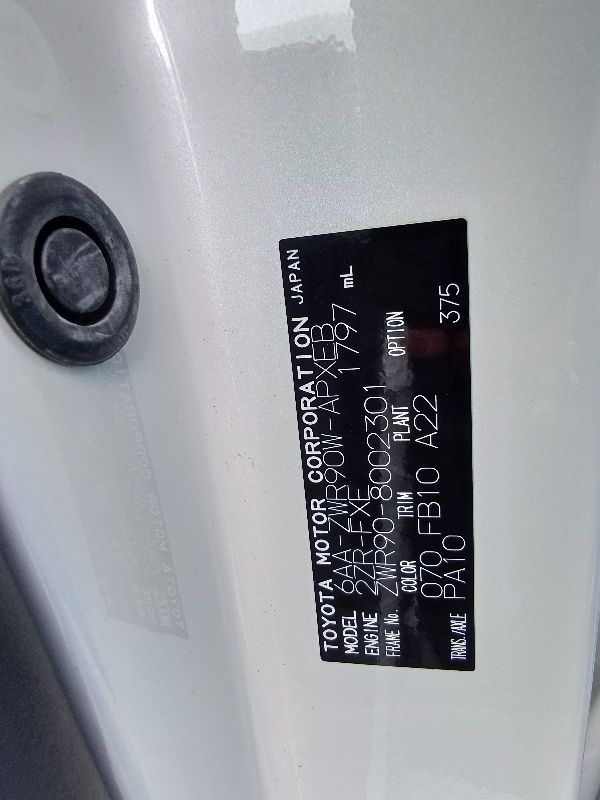 TOYOTA MOTOR CORPORATION JAPAN
MODEL 6AA-ZWR90W-APXEB
ENGINE 2ZR-FXE 1797 mL
FRAME No. ZWR90-8002301
COLOR TRIM PLANT OPTION
070 FB10 A22
TRANS./AXLE PA10 375